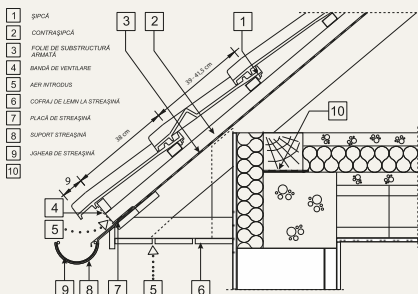 1 ȘIPCĂ
2 CONTRAȘIPCĂ
3 FOLIE DE SUBSTRUCTURĂ
ARMATĂ
4 BANDĂ DE VENTILARE
5 AER INTRODUS
6 COFRAJ DE LEMN LA STREAȘINĂ
7 PLACĂ DE STREAȘINĂ
8 SUPORT STREAȘINĂ
9 JGHEAB DE STREAȘINĂ
10
3
2
1
39 - 41,5 cm
38 cm
9
10
4
5
9
8
7
5
6